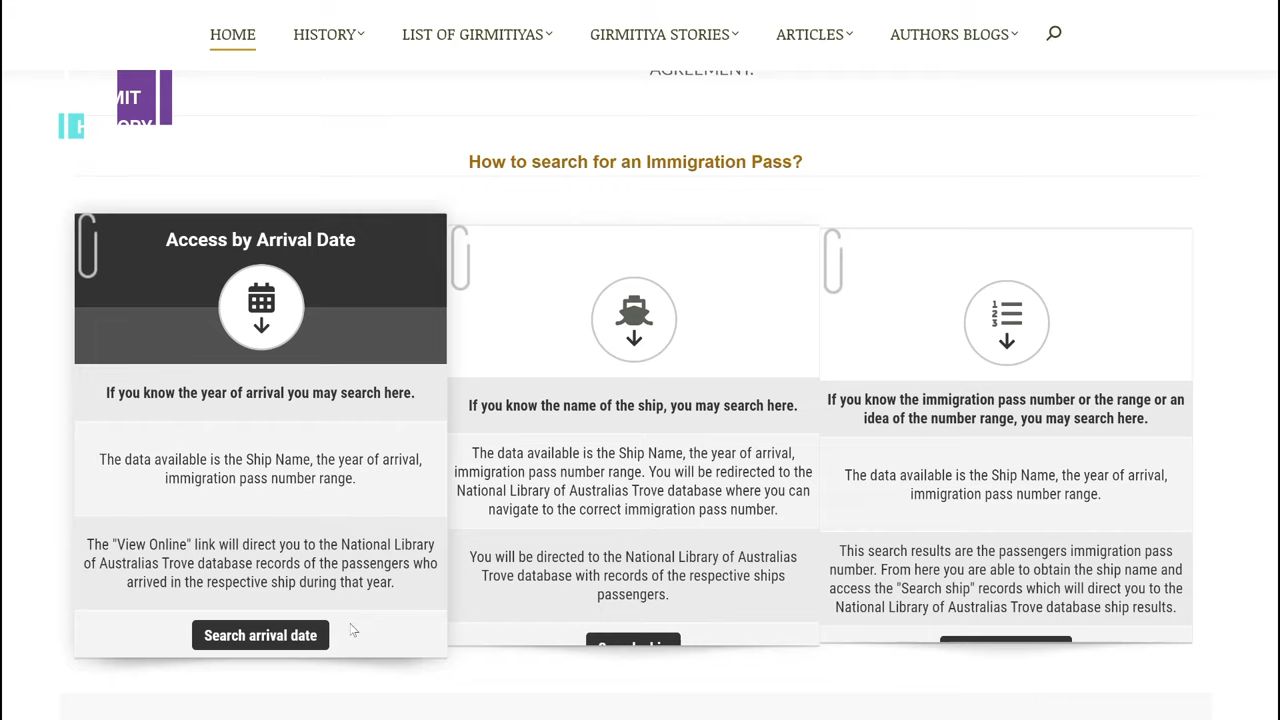 HOME HISTORY LIST OF GIRMITIYAS GIRMITIYA STORIES ARTICLES AUTHORS BLOGS
AGREEMENT.
How to search for an Immigration Pass?
Access by Arrival Date
If you know the year of arrival you may search here.
The data available is the Ship Name, the year of arrival,
immigration pass number range.
The "View Online" link will direct you to the National Library
of Australias Trove database records of the passengers who
arrived in the respective ship during that year.
Search arrival date
If you know the name of the ship, you may search here.
The data available is the Ship Name, the year of arrival,
immigration pass number range. You will be redirected to the
National Library of Australias Trove database where you can
navigate to the correct immigration pass number.
You will be directed to the National Library of Australias
Trove database with records of the respective ships
passengers.
1
2
3
If you know the immigration pass number or the range or an
idea of the number range, you may search here.
The data available is the Ship Name, the year of arrival,
immigration pass number range.
This search results are the passengers immigration pass
number. From here you are able to obtain the ship name and
access the "Search ship" records which will direct you to the
National Library of Australias Trove database ship results.